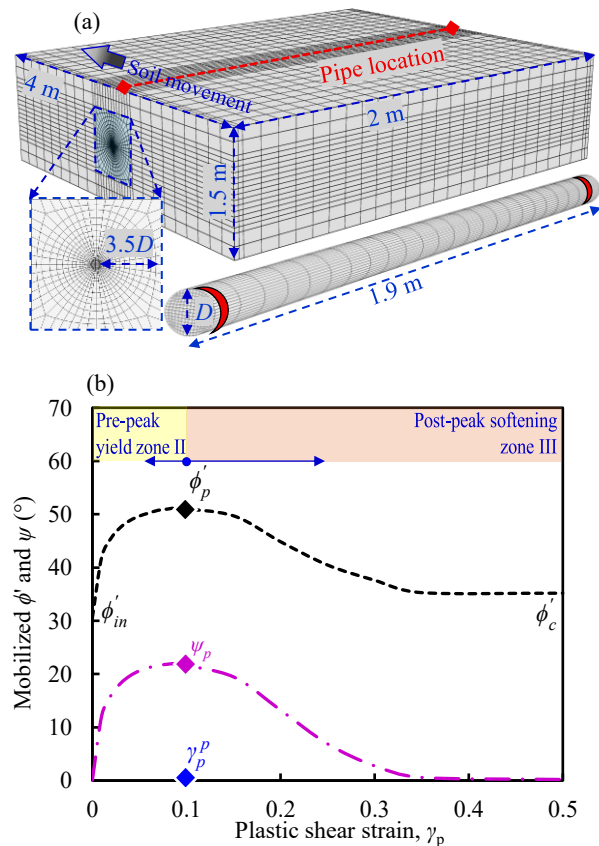 (a)
Soil movement
Pipe location
4 m
2 m
1.5 m
3.5D
D
1.9 m
(b)
Pre-peak
yield zone II
Post-peak softening
zone III
Mobilized ϕ' and ψ (°)
70
60
50
40
30
20
10
0
ϕ'p
ϕ'in
ϕ'c
ψp
γpp
0
0.1
0.2
0.3
0.4
0.5
Plastic shear strain, γp